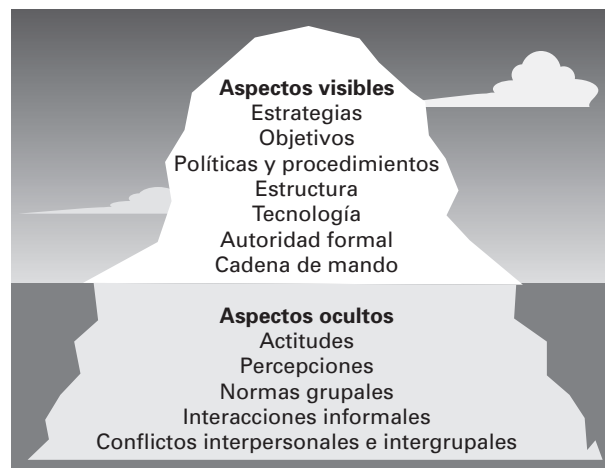 Aspectos visibles
Estrategias
Objetivos
Políticas y procedimientos
Estructura
Tecnología
Autoridad formal
Cadena de mando
Aspectos ocultos
Actitudes
Percepciones
Normas grupales
Interacciones informales
Conflictos interpersonales e intergrupales